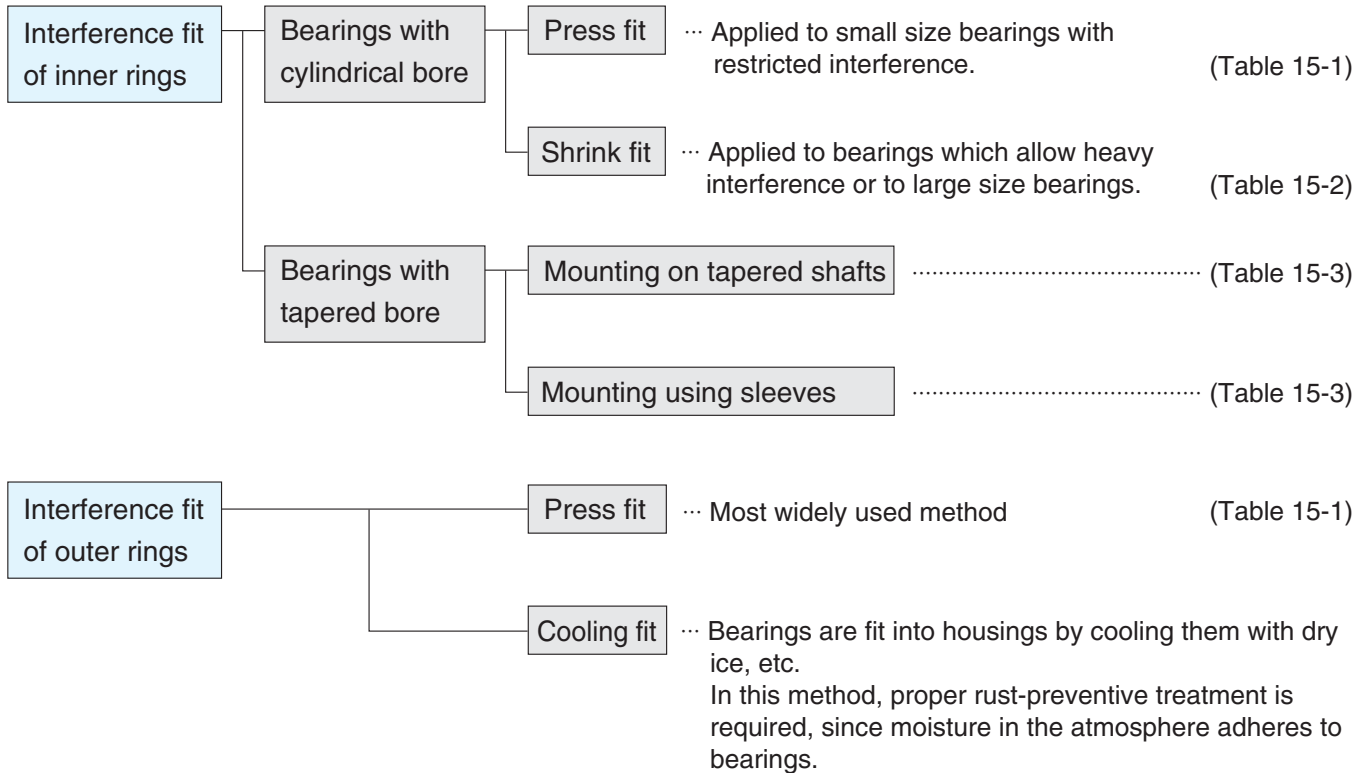 Interference fit
of inner rings
Bearings with
cylindrical bore
Press fit
··· Applied to small size bearings with
restricted interference.
(Table 15-1)
Shrink fit
··· Applied to bearings which allow heavy
interference or to large size bearings.
(Table 15-2)
Bearings with
tapered bore
Mounting on tapered shafts
(Table 15-3)
Mounting using sleeves
(Table 15-3)
Interference fit
of outer rings
Press fit
··· Most widely used method
(Table 15-1)
Cooling fit
··· Bearings are fit into housings by cooling them with dry
ice, etc.
In this method, proper rust-preventive treatment is
required, since moisture in the atmosphere adheres to
bearings.